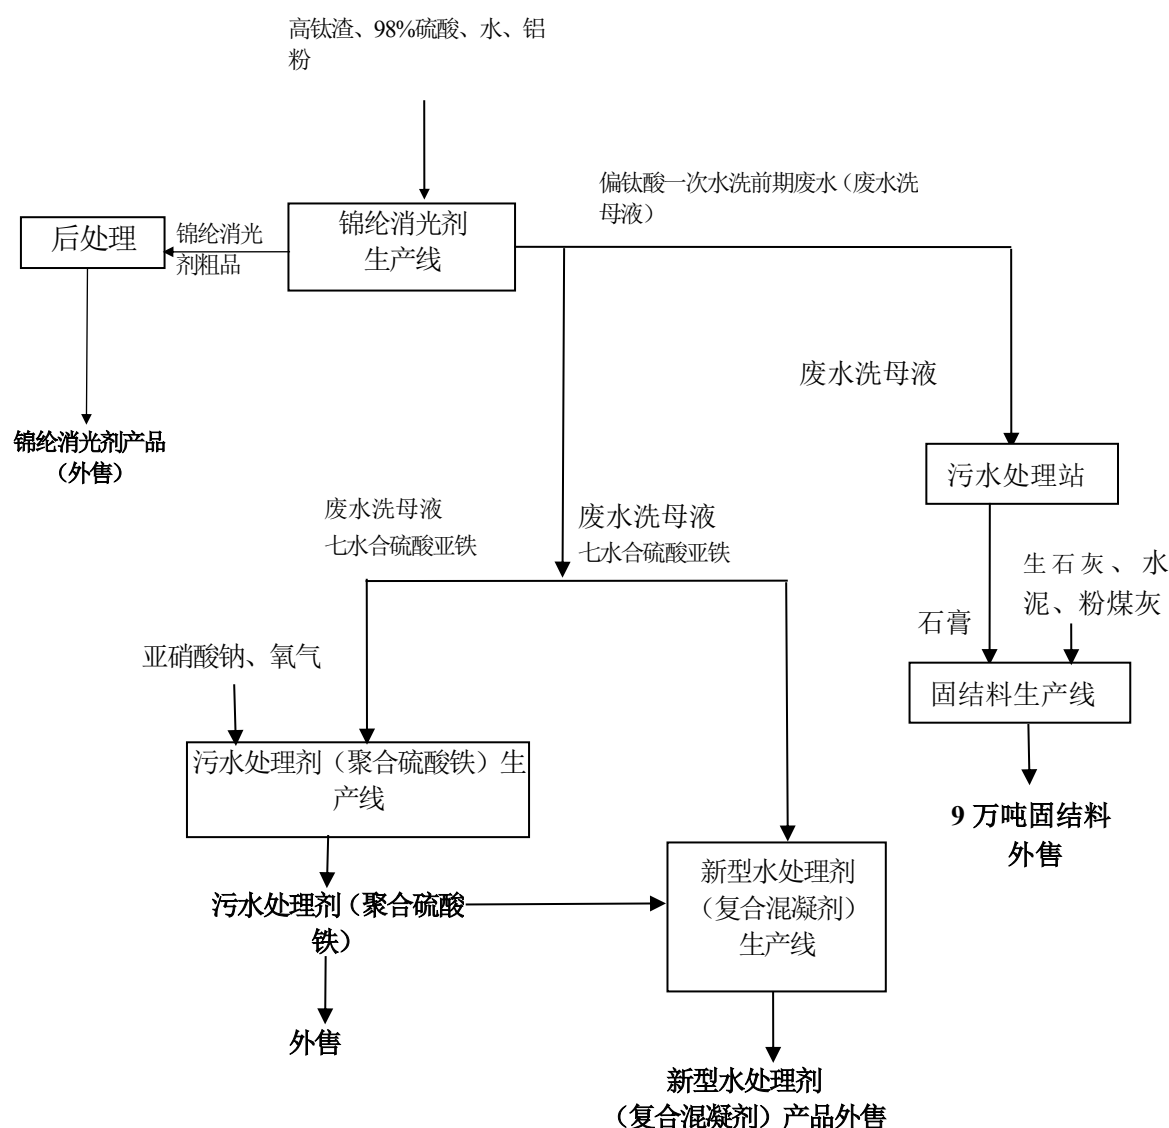 高钛渣、98%硫酸、水、铝
粉
偏钛酸一次水洗前期废水（废水洗
母液）
后处理
锦纶消光
剂粗品
锦纶消光剂
生产线
废水洗母液
锦纶消光剂产品
（外售）
污水处理站
废水洗母液
七水合硫酸亚铁
废水洗母液
七水合硫酸亚铁
生石灰、水
泥、粉煤灰
石膏
亚硝酸钠、氧气
固结料生产线
污水处理剂（聚合硫酸铁）生
产线
9 万吨固结料
外售
新型水处理剂
（复合混凝剂）
生产线
污水处理剂（聚合硫酸
铁）
外售
新型水处理剂
（复合混凝剂）产品外售